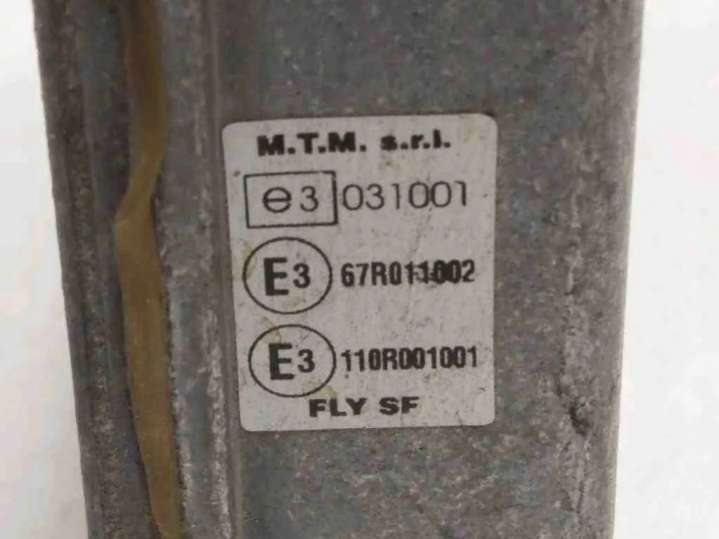 M.T.M. s.r.l.
e3 031001
E3 67R011002
E3 110R001001
FLY SF